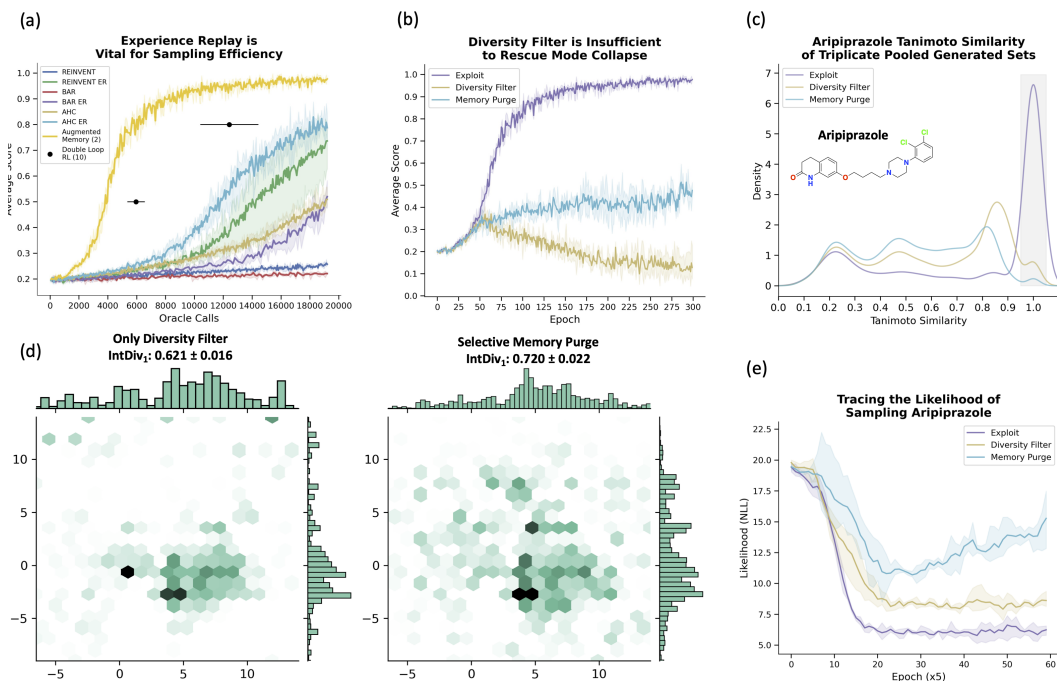 (a)
Experience Replay is
Vital for Sampling Efficiency
REINVENT
REINVENT ER
BAR
BAR ER
AHC
AHC ER
Augmented
Memory (2)
Double Loop
RL (10)
1.0
0.9
0.8
0.7
0.6
0.5
0.4
0.3
0.2
Average Score
0 2000 4000 6000 8000 10000 12000 14000 16000 18000 19200
Oracle Calls
(b)
Diversity Filter is Insufficient
to Rescue Mode Collapse
Exploit
Diversity Filter
Memory Purge
1.0
0.9
0.8
0.7
0.6
0.5
0.4
0.3
0.2
0.1
0.0
Average Score
0 25 50 75 100 125 150 175 200 225 250 275 300
Epoch
(c)
Aripiprazole Tanimoto Similarity
of Triplicate Pooled Generated Sets
Exploit
Diversity Filter
Memory Purge
Aripiprazole
Cl
Cl
N
N
O
N
H
O
7
6
5
4
3
2
1
0
Density
0.0 0.1 0.2 0.3 0.4 0.5 0.6 0.7 0.8 0.9 1.0
Tanimoto Similarity
(d)
Only Diversity Filter
IntDiv₁: 0.621 ± 0.016
10
5
0
−5
−5 0 5 10
Selective Memory Purge
IntDiv₁: 0.720 ± 0.022
10
5
0
−5
−5 0 5 10
(e)
Tracing the Likelihood of
Sampling Aripiprazole
Exploit
Diversity Filter
Memory Purge
20.0
17.5
15.0
12.5
10.0
7.5
5.0
Likelihood (NLL)
0 10 20 30 40 50 60
Epoch (x5)